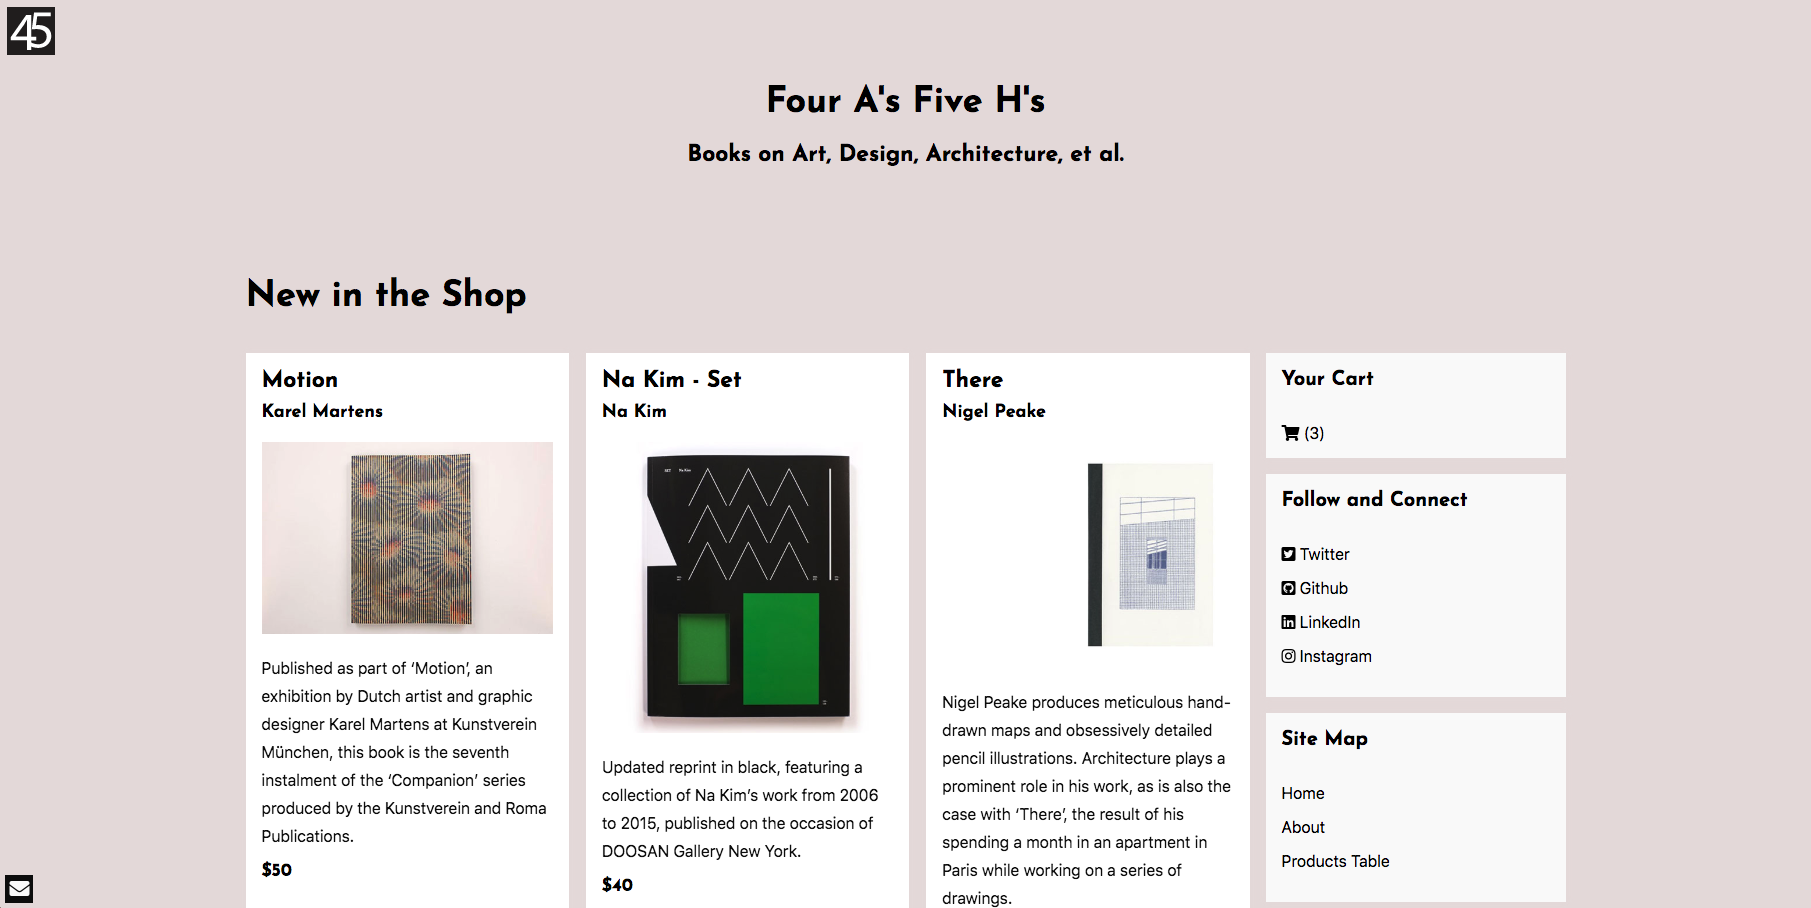 45
Four A's Five H's
Books on Art, Design, Architecture, et al.
New in the Shop
Motion
Karel Martens
Published as part of ‘Motion’, an
exhibition by Dutch artist and graphic
designer Karel Martens at Kunstverein
München, this book is the seventh
instalment of the ‘Companion’ series
produced by the Kunstverein and Roma
Publications.
$50
Na Kim - Set
Na Kim
SET Na Kim
Updated reprint in black, featuring a
collection of Na Kim’s work from 2006
to 2015, published on the occasion of
DOOSAN Gallery New York.
$40
There
Nigel Peake
Nigel Peake produces meticulous hand-
drawn maps and obsessively detailed
pencil illustrations. Architecture plays a
prominent role in his work, as is also the
case with ‘There’, the result of his
spending a month in an apartment in
Paris while working on a series of
drawings.
Your Cart
(3)
Follow and Connect
Twitter
Github
LinkedIn
Instagram
Site Map
Home
About
Products Table